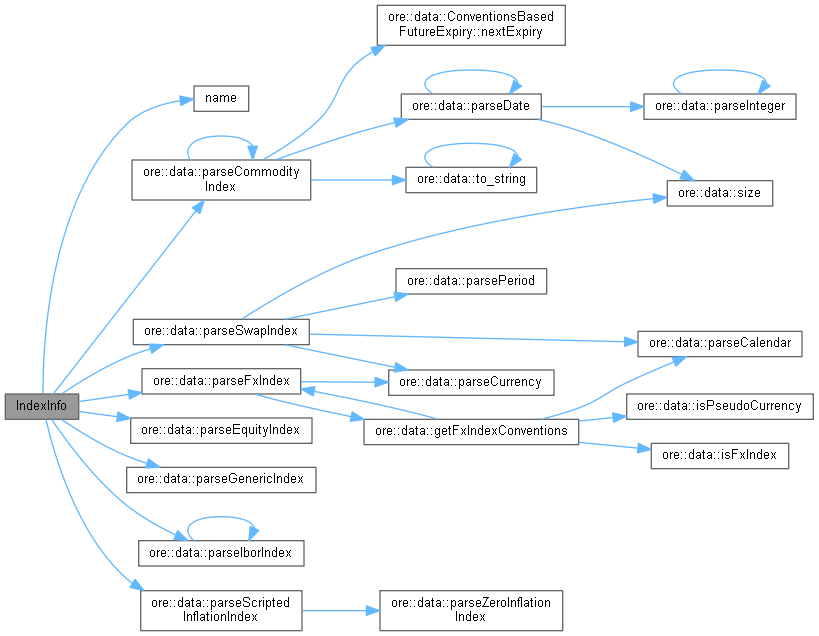 ore::data::ConventionsBased
FutureExpiry::nextExpiry
name
ore::data::parseDate
ore::data::parseInteger
ore::data::parseCommodity
Index
ore::data::to_string
ore::data::size
ore::data::parsePeriod
ore::data::parseSwapIndex
ore::data::parseCalendar
ore::data::parseFxIndex
ore::data::parseCurrency
IndexInfo
ore::data::isPseudoCurrency
ore::data::parseEquityIndex
ore::data::getFxIndexConventions
ore::data::isFxIndex
ore::data::parseGenericIndex
ore::data::parseIborIndex
ore::data::parseScripted
InflationIndex
ore::data::parseZeroInflation
Index